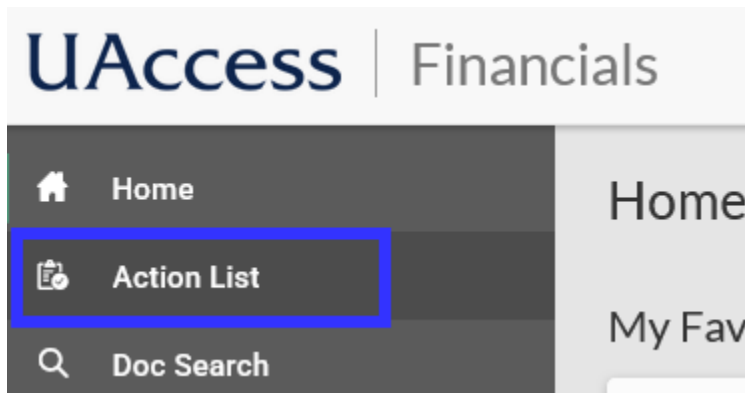 UAccess Financials
Home
Action List
Doc Search
Home
My Fav